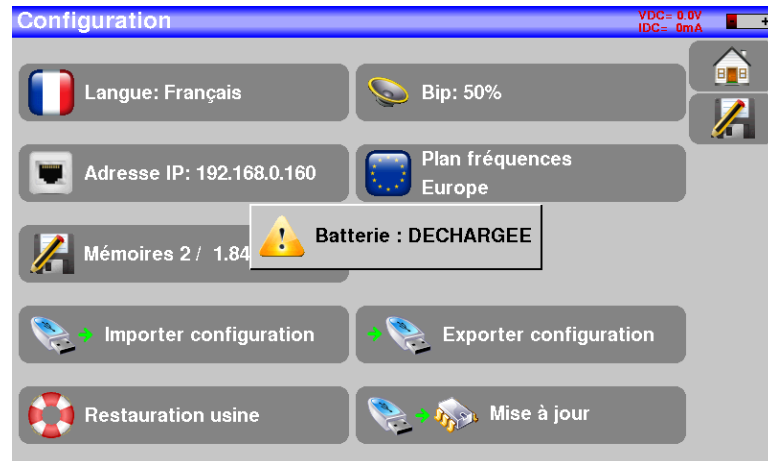 Configuration
VDC= 0.0V
IDC= 0mA
+
Langue: Français
Bip: 50%
Adresse IP: 192.168.0.160
Plan fréquences
Europe
Batterie : DECHARGEE
Mémoires 2 / 1.84
Importer configuration
Exporter configuration
Restauration usine
Mise à jour